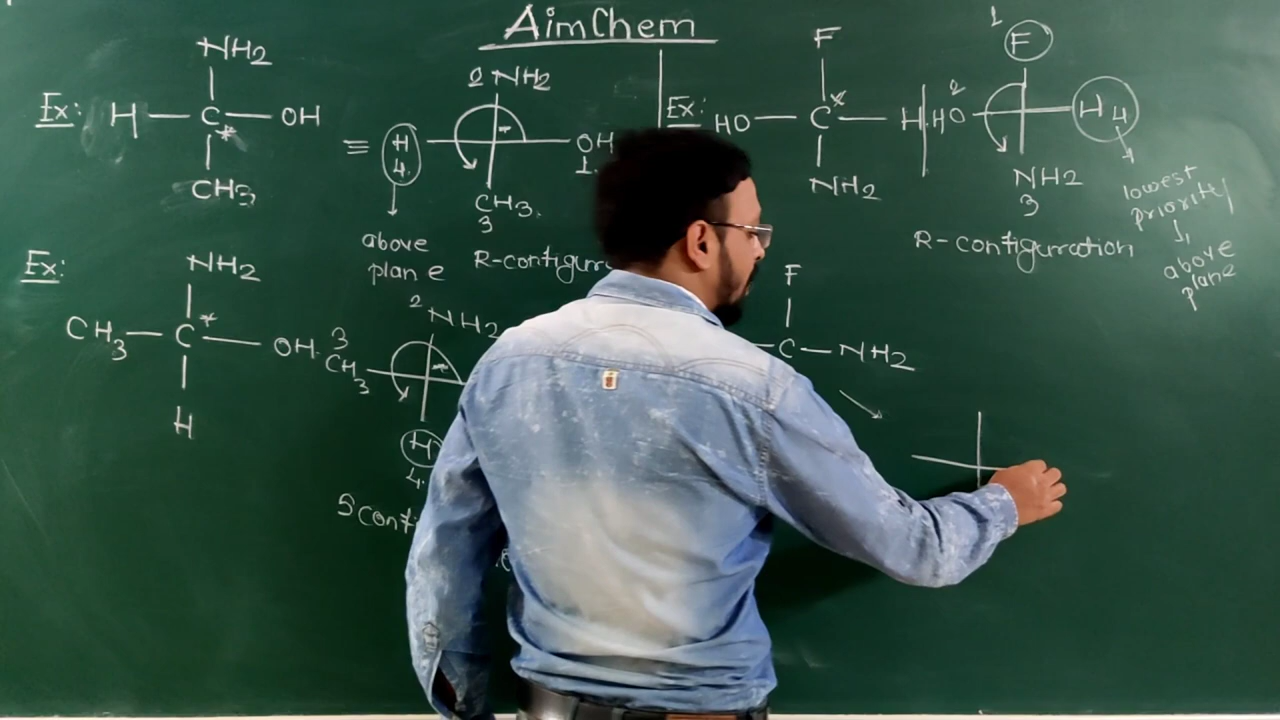 AimChem
Ex:
NH2
H — C — OH
*
CH3
≡
2 NH2
H
4.
OH
1.
CH3.
3
above
plane
R-configur
Ex:
F
HO — C — H
*
NH2
1
F
HO 2
H 4
NH2
3
lowest
priority
above
plane
R-configuration
Ex:
NH2
CH3 — C — OH
*
H
2 NH2
3
CH3
H
4.
S conf
F
C — NH2